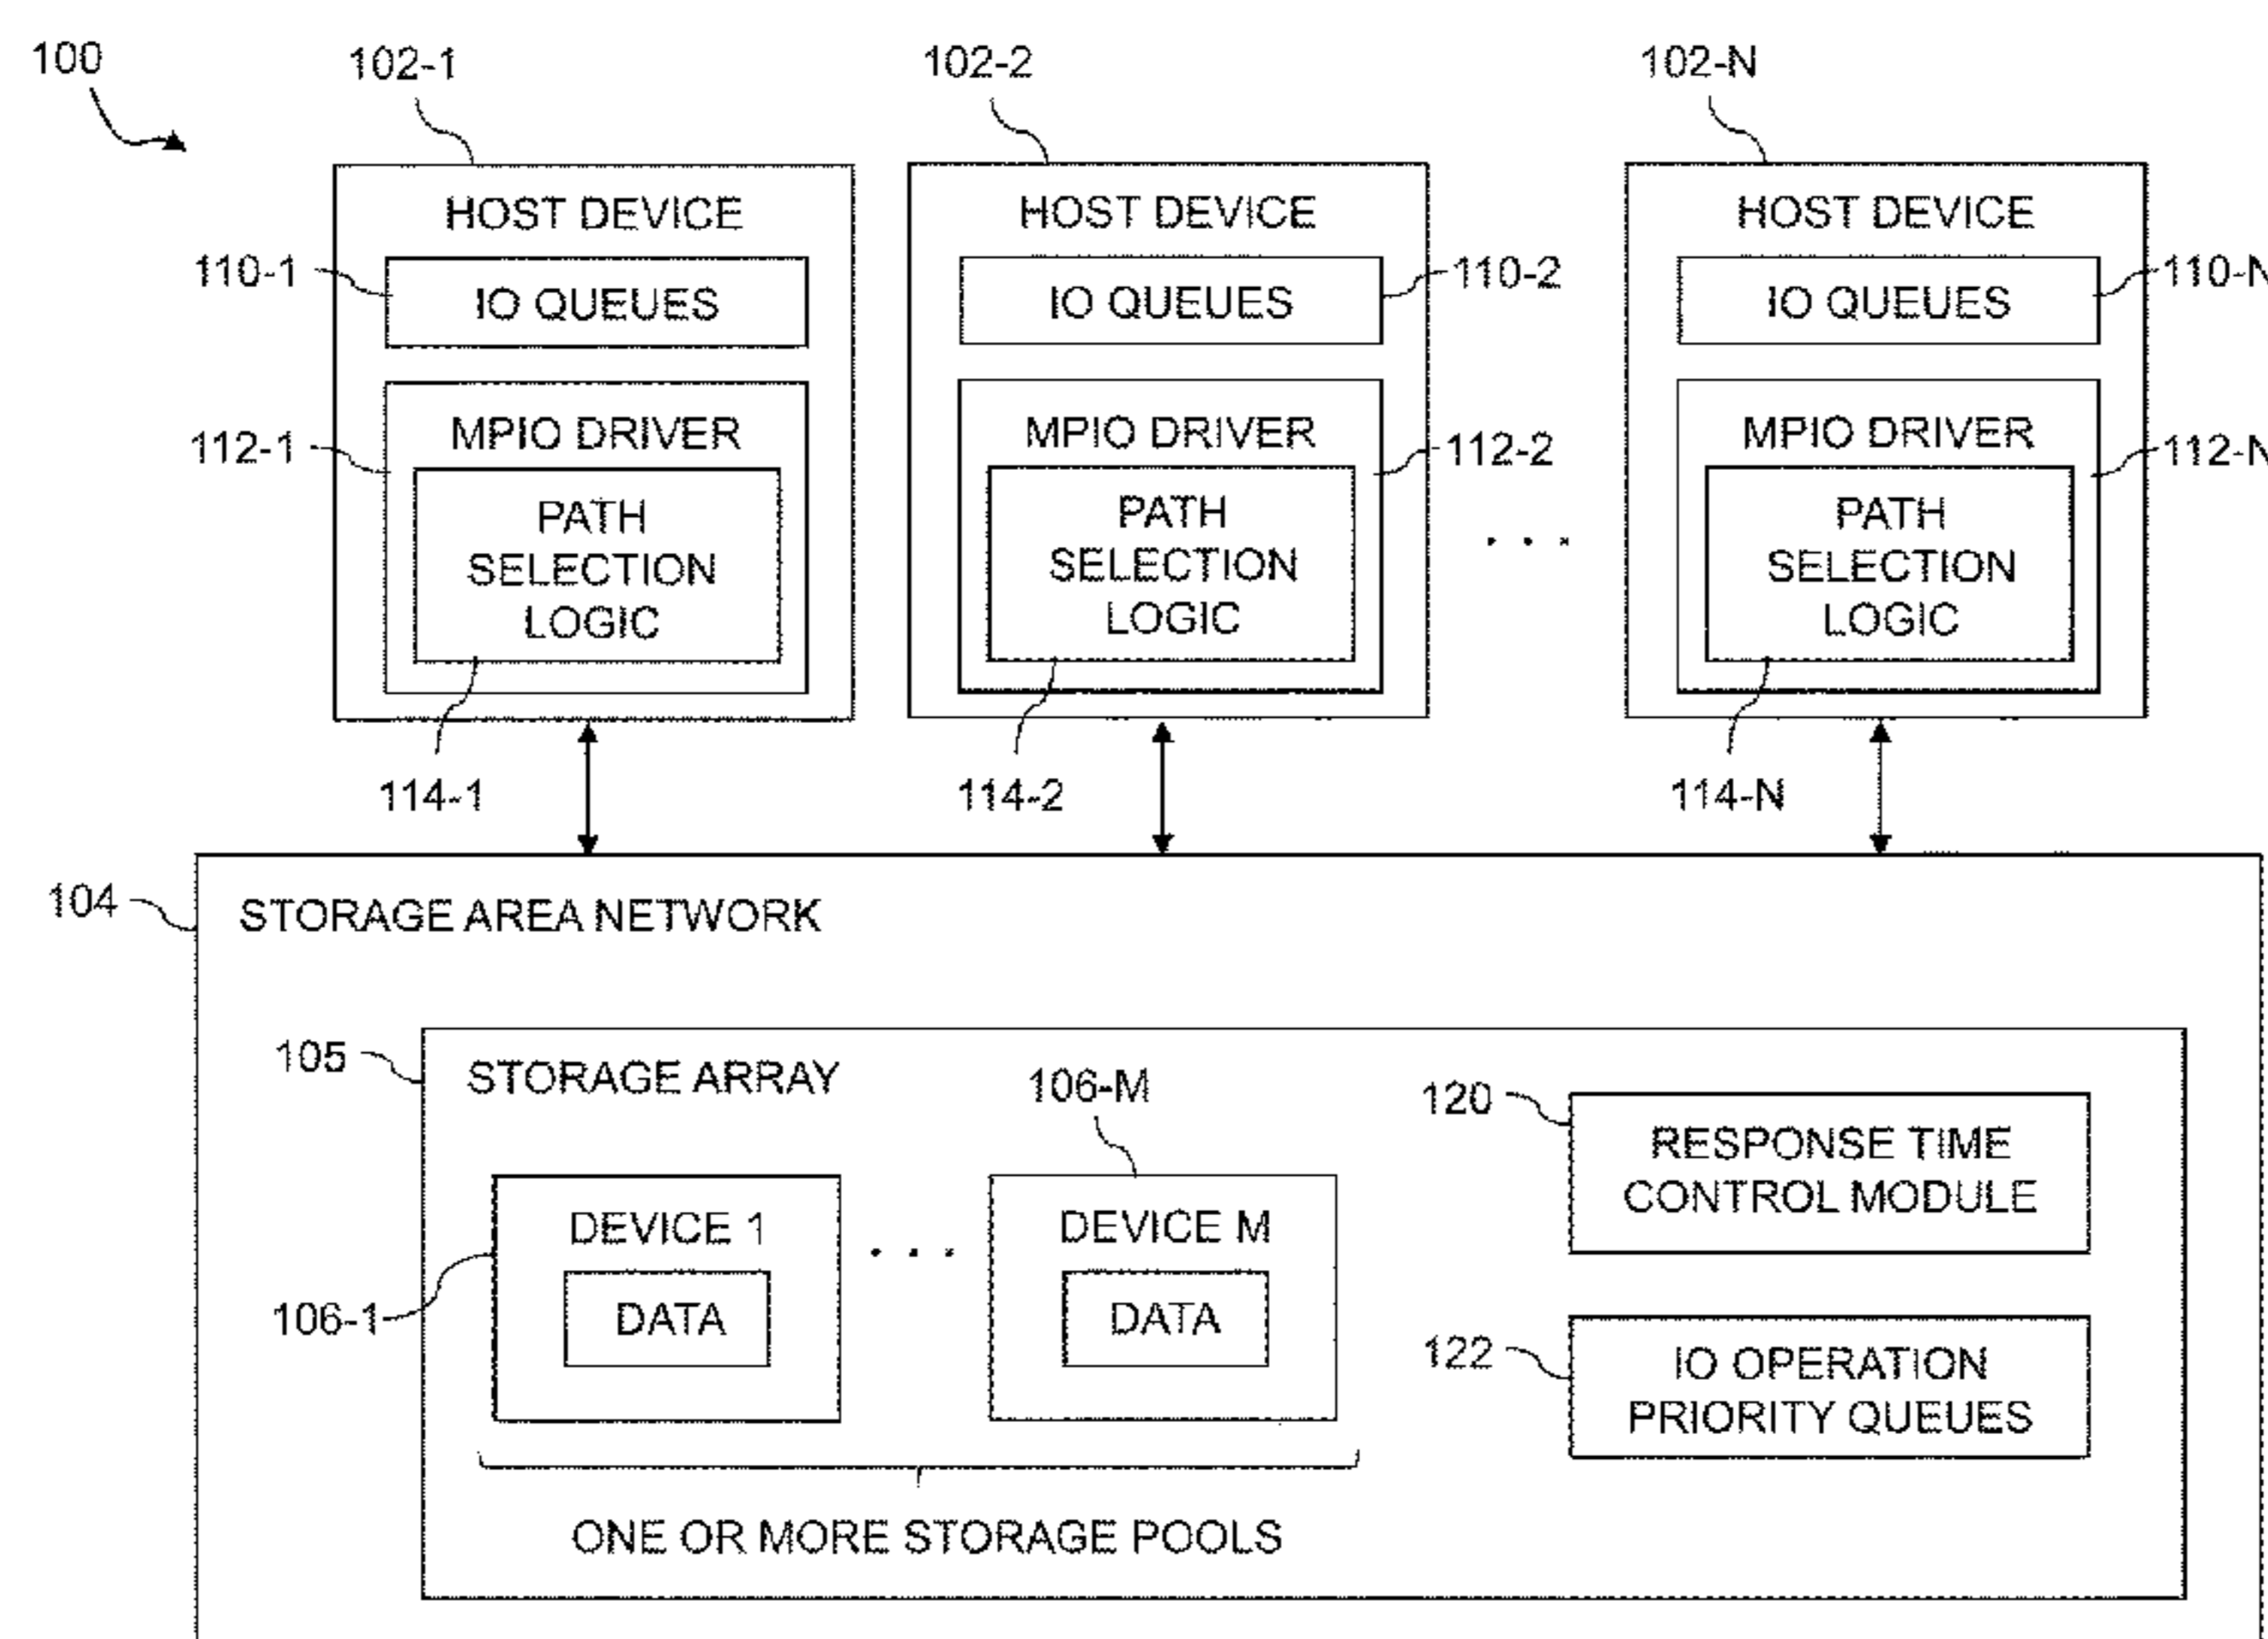 100
102-1
102-2
102-N
HOST DEVICE
HOST DEVICE
HOST DEVICE
110-1
IO QUEUES
IO QUEUES
110-2
IO QUEUES
110-N
112-1
MPIO DRIVER
MPIO DRIVER
112-2
MPIO DRIVER
112-N
PATH
SELECTION
LOGIC
PATH
SELECTION
LOGIC
. . .
PATH
SELECTION
LOGIC
114-1
114-2
114-N
104
STORAGE AREA NETWORK
105
STORAGE ARRAY
106-M
120
RESPONSE TIME
CONTROL MODULE
DEVICE 1
. . .
DEVICE M
106-1
DATA
DATA
122
IO OPERATION
PRIORITY QUEUES
ONE OR MORE STORAGE POOLS